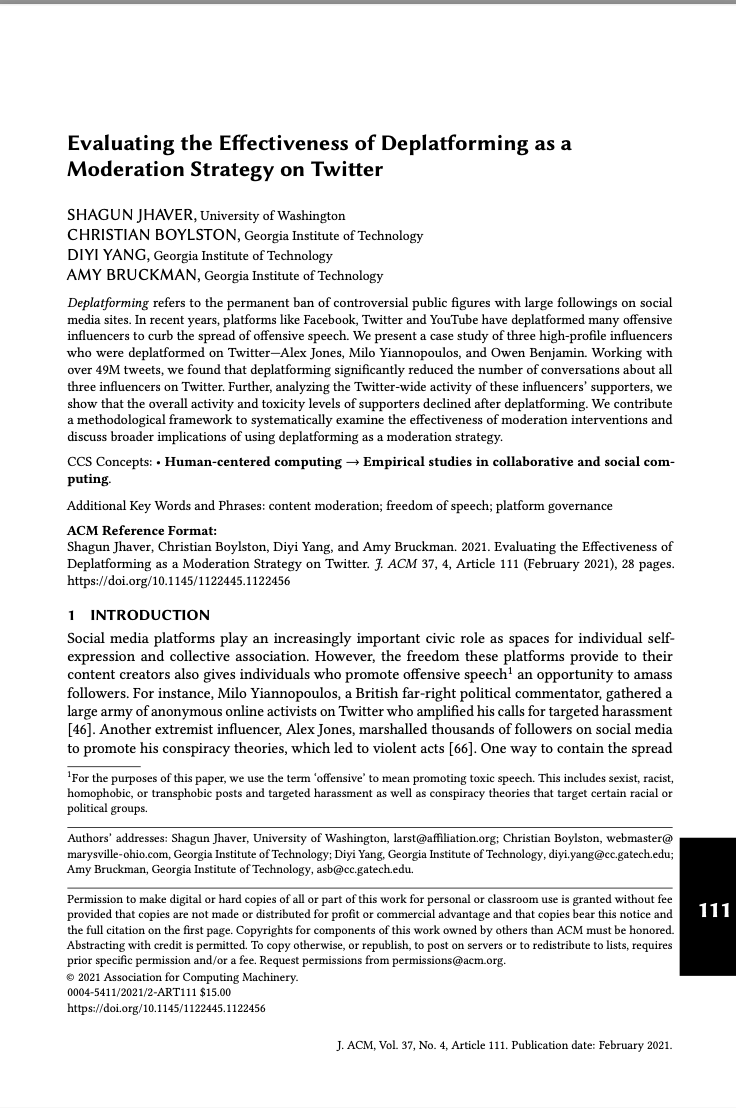 Evaluating the Effectiveness of Deplatforming as a
Moderation Strategy on Twitter
SHAGUN JHAVER, University of Washington
CHRISTIAN BOYLSTON, Georgia Institute of Technology
DIYI YANG, Georgia Institute of Technology
AMY BRUCKMAN, Georgia Institute of Technology
Deplatforming refers to the permanent ban of controversial public figures with large followings on social
media sites. In recent years, platforms like Facebook, Twitter and YouTube have deplatformed many offensive
influencers to curb the spread of offensive speech. We present a case study of three high-profile influencers
who were deplatformed on Twitter—Alex Jones, Milo Yiannopoulos, and Owen Benjamin. Working with
over 49M tweets, we found that deplatforming significantly reduced the number of conversations about all
three influencers on Twitter. Further, analyzing the Twitter-wide activity of these influencers' supporters, we
show that the overall activity and toxicity levels of supporters declined after deplatforming. We contribute
a methodological framework to systematically examine the effectiveness of moderation interventions and
discuss broader implications of using deplatforming as a moderation strategy.
CCS Concepts: • Human-centered computing → Empirical studies in collaborative and social com-
puting.
Additional Key Words and Phrases: content moderation; freedom of speech; platform governance
ACM Reference Format:
Shagun Jhaver, Christian Boylston, Diyi Yang, and Amy Bruckman. 2021. Evaluating the Effectiveness of
Deplatforming as a Moderation Strategy on Twitter. J. ACM 37, 4, Article 111 (February 2021), 28 pages.
https://doi.org/10.1145/1122445.1122456
1 INTRODUCTION
Social media platforms play an increasingly important civic role as spaces for individual self-
expression and collective association. However, the freedom these platforms provide to their
content creators also gives individuals who promote offensive speech1 an opportunity to amass
followers. For instance, Milo Yiannopoulos, a British far-right political commentator, gathered a
large army of anonymous online activists on Twitter who amplified his calls for targeted harassment
[46]. Another extremist influencer, Alex Jones, marshalled thousands of followers on social media
to promote his conspiracy theories, which led to violent acts [66]. One way to contain the spread
1For the purposes of this paper, we use the term 'offensive' to mean promoting toxic speech. This includes sexist, racist,
homophobic, or transphobic posts and targeted harassment as well as conspiracy theories that target certain racial or
political groups.
Authors' addresses: Shagun Jhaver, University of Washington, larst@affiliation.org; Christian Boylston, webmaster@
marysville-ohio.com, Georgia Institute of Technology; Diyi Yang, Georgia Institute of Technology, diyi.yang@cc.gatech.edu;
Amy Bruckman, Georgia Institute of Technology, asb@cc.gatech.edu.
Permission to make digital or hard copies of all or part of this work for personal or classroom use is granted without fee
provided that copies are not made or distributed for profit or commercial advantage and that copies bear this notice and
the full citation on the first page. Copyrights for components of this work owned by others than ACM must be honored.
Abstracting with credit is permitted. To copy otherwise, or republish, to post on servers or to redistribute to lists, requires
prior specific permission and/or a fee. Request permissions from permissions@acm.org.
© 2021 Association for Computing Machinery.
0004-5411/2021/2-ART111 $15.00
https://doi.org/10.1145/1122445.1122456
111
J. ACM, Vol. 37, No. 4, Article 111. Publication date: February 2021.